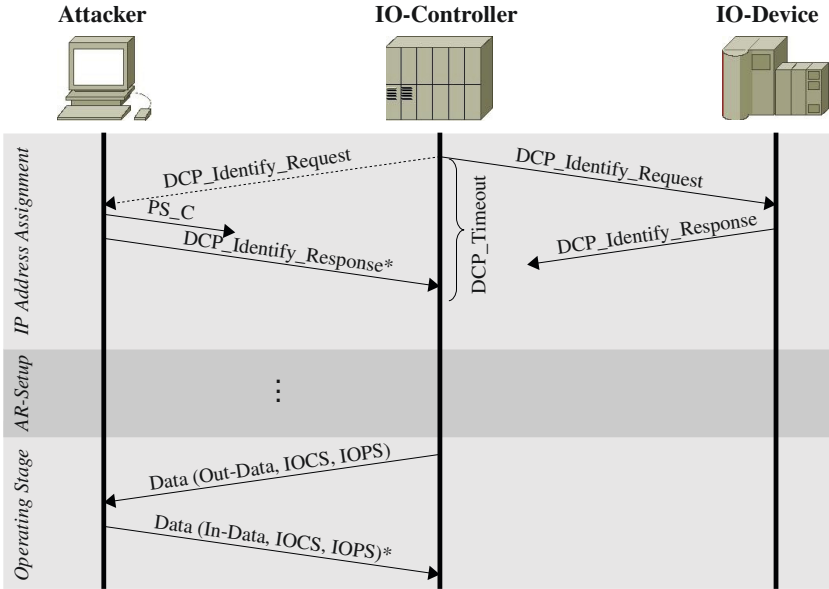 Attacker
IO-Controller
IO-Device
IP Address Assignment
DCP_Identify_Request
DCP_Identify_Request
PS_C
DCP_Identify_Response*
DCP_Timeout
DCP_Identify_Response
AR-Setup
⋮
Operating Stage
Data (Out-Data, IOCS, IOPS)
Data (In-Data, IOCS, IOPS)*